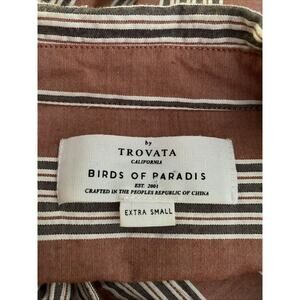 by
TROVATA
CALIFORNIA
BIRDS OF PARADIS
EST. 2001
CRAFTED IN THE PEOPLES REPUBLIC OF CHINA
EXTRA SMALL